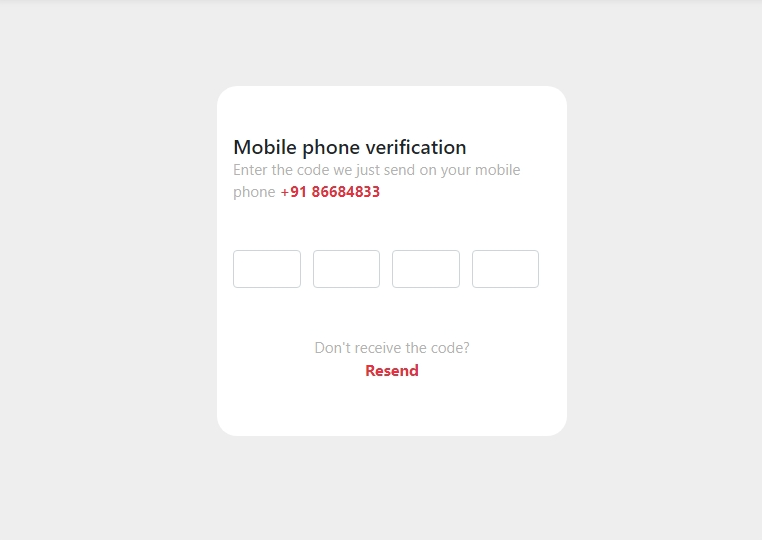 Mobile phone verification
Enter the code we just send on your mobile
phone +91 86684833
Don't receive the code?
Resend